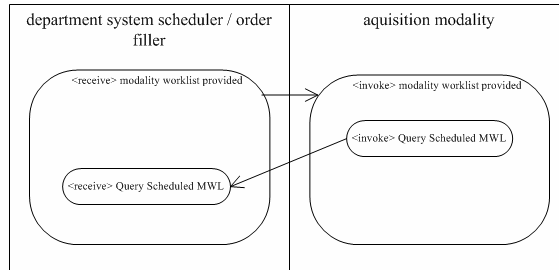 department system scheduler / order
filler
aquisition modality
<receive> modality worklist provided
<invoke> modality worklist provided
<invoke> Query Scheduled MWL
<receive> Query Scheduled MWL